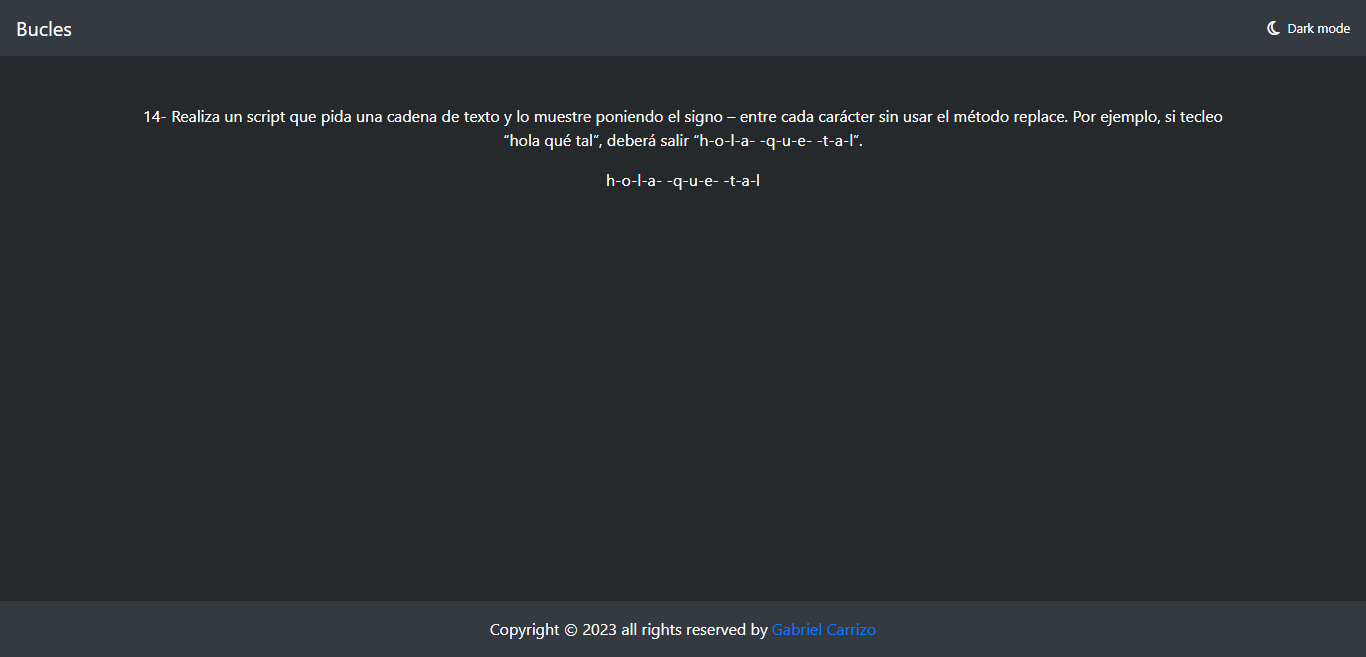 Bucles
Dark mode
14- Realiza un script que pida una cadena de texto y lo muestre poniendo el signo – entre cada carácter sin usar el método replace. Por ejemplo, si tecleo
“hola qué tal”, deberá salir “h-o-l-a- -q-u-e- -t-a-l”.
h-o-l-a- -q-u-e- -t-a-l
Copyright © 2023 all rights reserved by Gabriel Carrizo